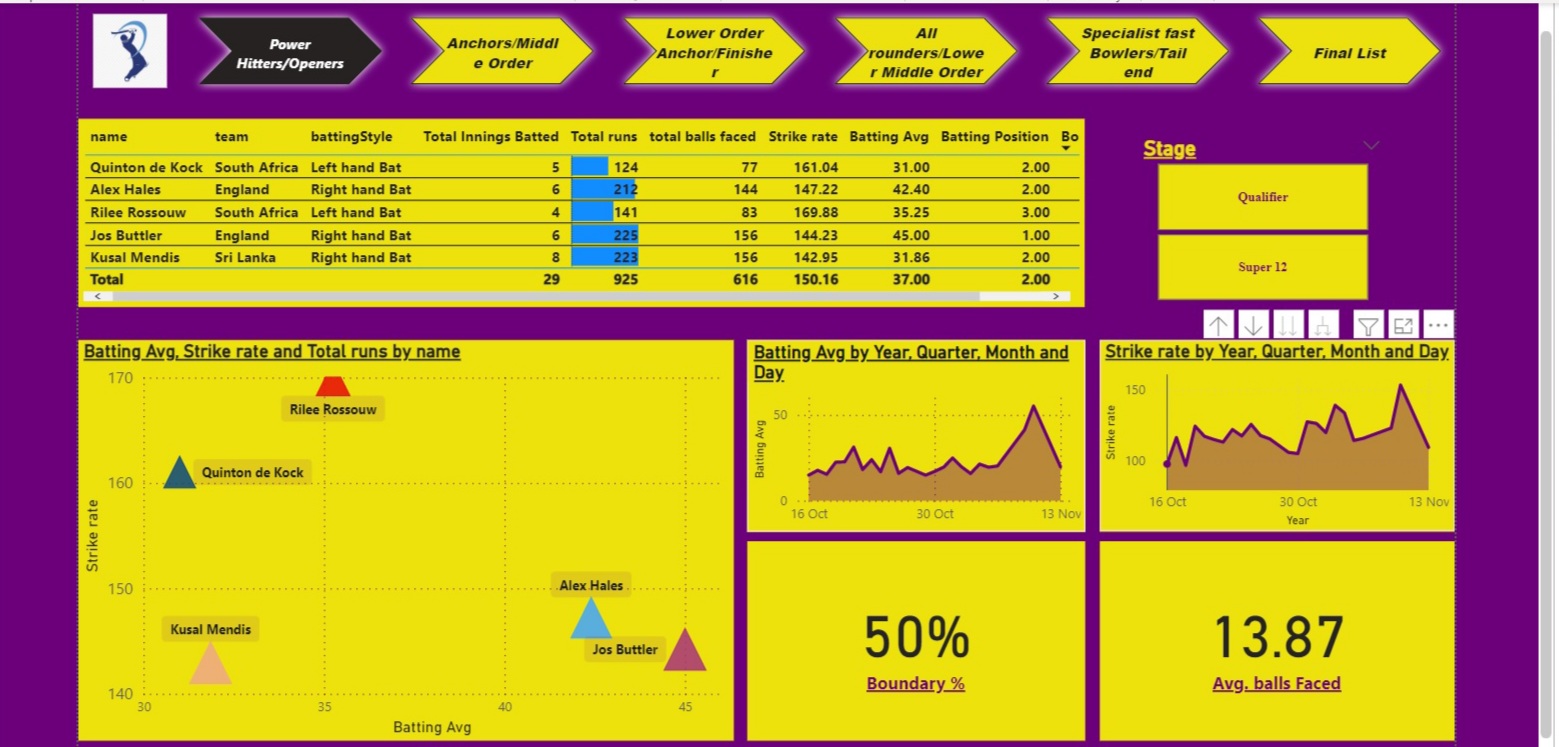 Power
Hitters/Openers
Anchors/Middl
e Order
Lower Order
Anchor/Finishe
r
All
rounders/Lowe
r Middle Order
Specialist fast
Bowlers/Tail
end
Final List
name team battingStyle Total Innings Batted Total runs total balls faced Strike rate Batting Avg Batting Position Bo
Quinton de Kock South Africa Left hand Bat 5 124 77 161.04 31.00 2.00
Alex Hales England Right hand Bat 6 212 144 147.22 42.40 2.00
Rilee Rossouw South Africa Left hand Bat 4 141 83 169.88 35.25 3.00
Jos Buttler England Right hand Bat 6 225 156 144.23 45.00 1.00
Kusal Mendis Sri Lanka Right hand Bat 8 223 156 142.95 31.86 2.00
Total 29 925 616 150.16 37.00 2.00
Stage
Qualifier
Super 12
Batting Avg, Strike rate and Total runs by name
170
Rilee Rossouw
Quinton de Kock
160
Strike rate
150
Alex Hales
Kusal Mendis
Jos Buttler
140
30 35 40 45
Batting Avg
Batting Avg by Year, Quarter, Month and
Day
50
Batting Avg
0
16 Oct 30 Oct 13 Nov
Strike rate by Year, Quarter, Month and Day
150
Strike rate
100
16 Oct 30 Oct 13 Nov
Year
50%
Boundary %
13.87
Avg. balls Faced